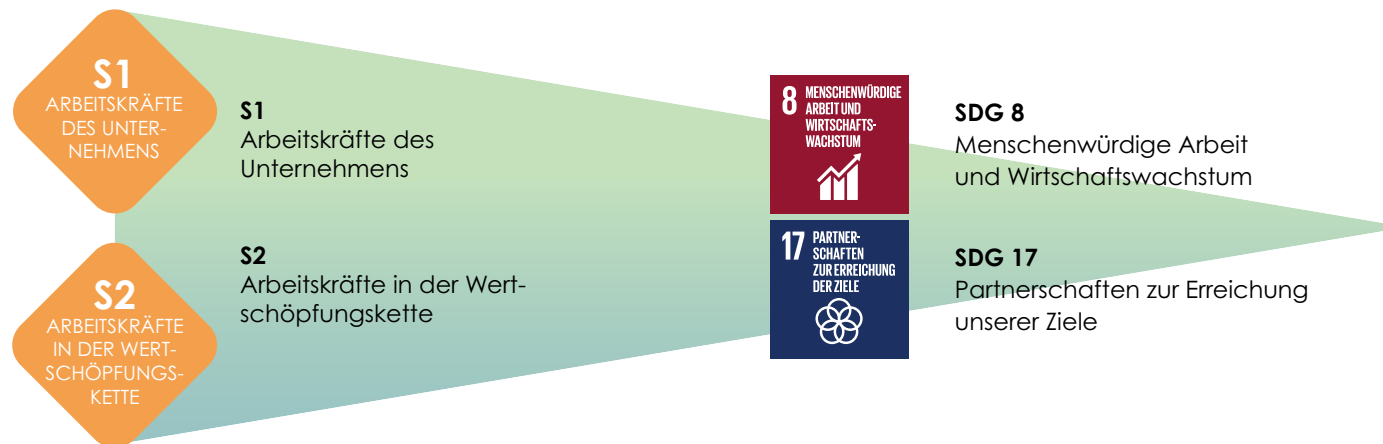 S1
ARBEITSKRÄFTE
DES UNTER-
NEHMENS
S1
Arbeitskräfte des
Unternehmens
8 MENSCHENWÜRDIGE
ARBEIT UND
WIRTSCHAFTS-
WACHSTUM
SDG 8
Menschenwürdige Arbeit
und Wirtschaftswachstum
S2
ARBEITSKRÄFTE
IN DER WERT-
SCHÖPFUNGS-
KETTE
S2
Arbeitskräfte in der Wert-
schöpfungskette
17 PARTNER-
SCHAFTEN
ZUR ERREICHUNG
DER ZIELE
SDG 17
Partnerschaften zur Erreichung
unserer Ziele